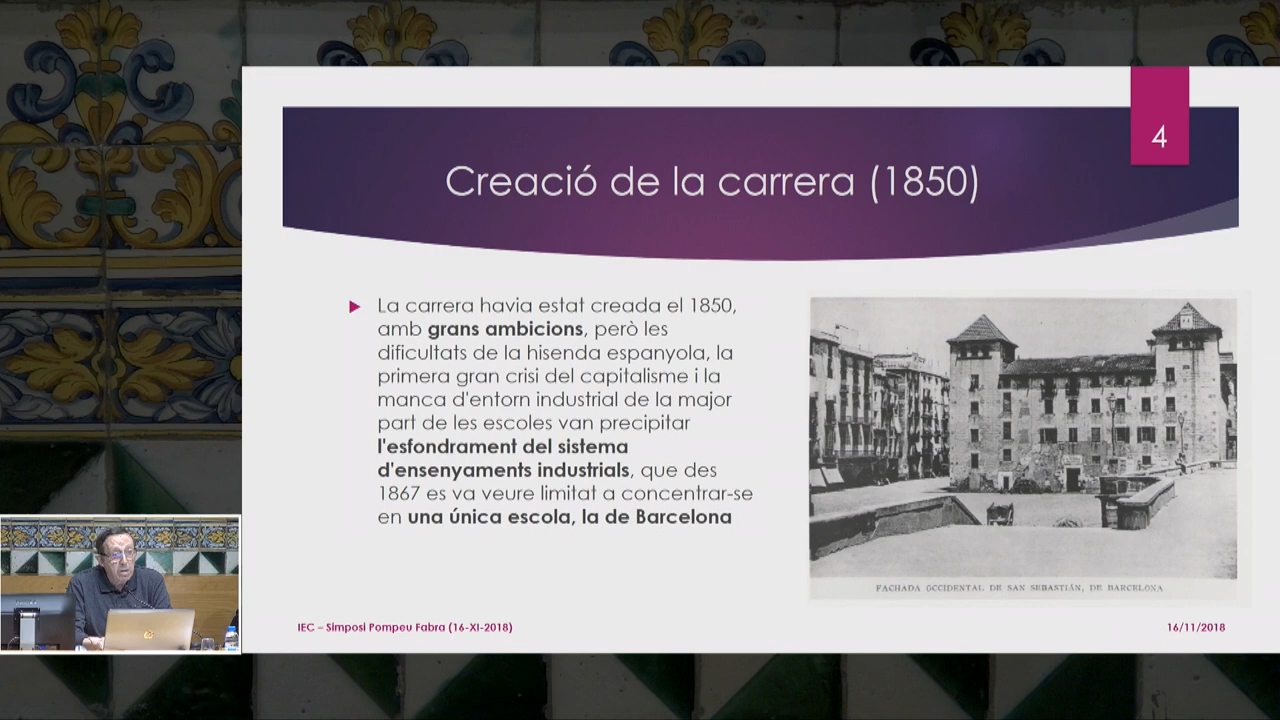 4
Creació de la carrera (1850)
La carrera havia estat creada el 1850,
amb grans ambicions, però les
dificultats de la hisenda espanyola, la
primera gran crisi del capitalisme i la
manca d'entorn industrial de la major
part de les escoles van precipitar
l'esfondrament del sistema
d'ensenyaments industrials, que des
1867 es va veure limitat a concentrar-se
en una única escola, la de Barcelona
FACHADA OCCIDENTAL DE SAN SEBASTIÁN, DE BARCELONA
IEC – Simposi Pompeu Fabra (16-XI-2018)
16/11/2018